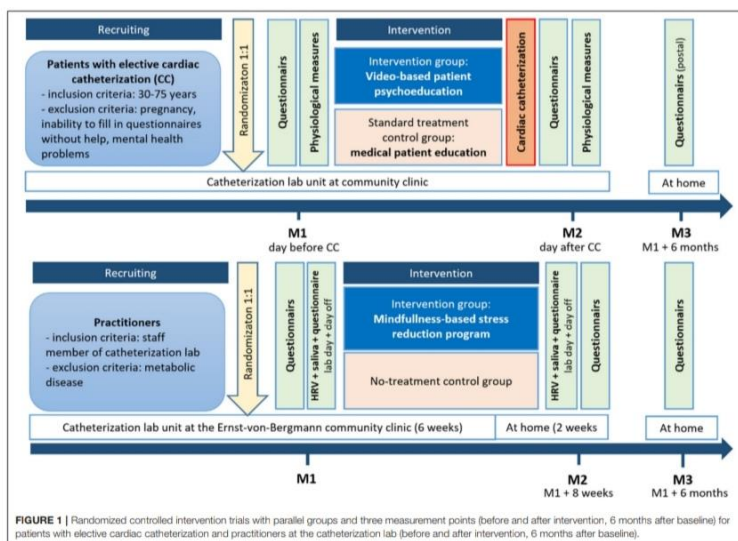 Recruiting
Intervention
Patients with elective cardiac
catheterization (CC)
- inclusion criteria: 30-75 years
- exclusion criteria: pregnancy,
inability to fill in questionnaires
without help, mental health
problems
Randomizaton 1:1
Questionnairs
Physiological measures
Intervention group:
Video-based patient
psychoeducation
Standard treatment
control group:
medical patient education
Cardiac catheterization
Questionnairs
Physiological measures
Questionnairs (postal)
Catheterization lab unit at community clinic
At home
M1
day before CC
M2
day after CC
M3
M1 + 6 months
Recruiting
Intervention
Practitioners
- inclusion criteria: staff
member of catheterization lab
- exclusion criteria: metabolic
disease
Randomizaton 1:1
Questionnairs
HRV + saliva + questionnaire
lab day + day off
Intervention group:
Mindfullness-based stress
reduction program
No-treatment control group
HRV + saliva + questionnaire
lab day + day off
Questionnairs
Questionnairs
Catheterization lab unit at the Ernst-von-Bergmann community clinic (6 weeks)
At home (2 weeks
At home
M1
M2
M1 + 8 weeks
M3
M1 + 6 months
FIGURE 1 | Randomized controlled intervention trials with parallel groups and three measurement points (before and after intervention, 6 months after baseline) for
patients with elective cardiac catheterization and practitioners at the catheterization lab (before and after intervention, 6 months after baseline).